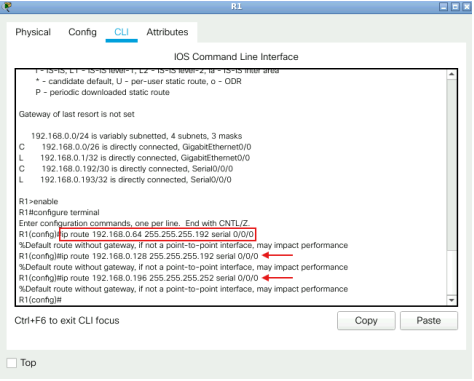 R1
Physical Config CLI Attributes
IOS Command Line Interface
i - IS-IS, L1 - IS-IS level-1, L2 - IS-IS level-2, ia - IS-IS inter area
* - candidate default, U - per-user static route, o - ODR
P - periodic downloaded static route
Gateway of last resort is not set
192.168.0.0/24 is variably subnetted, 4 subnets, 3 masks
C 192.168.0.0/26 is directly connected, GigabitEthernet0/0
L 192.168.0.1/32 is directly connected, GigabitEthernet0/0
C 192.168.0.192/30 is directly connected, Serial0/0/0
L 192.168.0.193/32 is directly connected, Serial0/0/0
R1>enable
R1#configure terminal
Enter configuration commands, one per line. End with CNTL/Z.
R1(config)#ip route 192.168.0.64 255.255.255.192 serial 0/0/0
%Default route without gateway, if not a point-to-point interface, may impact performance
R1(config)#ip route 192.168.0.128 255.255.255.192 serial 0/0/0
%Default route without gateway, if not a point-to-point interface, may impact performance
R1(config)#ip route 192.168.0.196 255.255.255.252 serial 0/0/0
%Default route without gateway, if not a point-to-point interface, may impact performance
R1(config)#
Ctrl+F6 to exit CLI focus
Copy Paste
Top